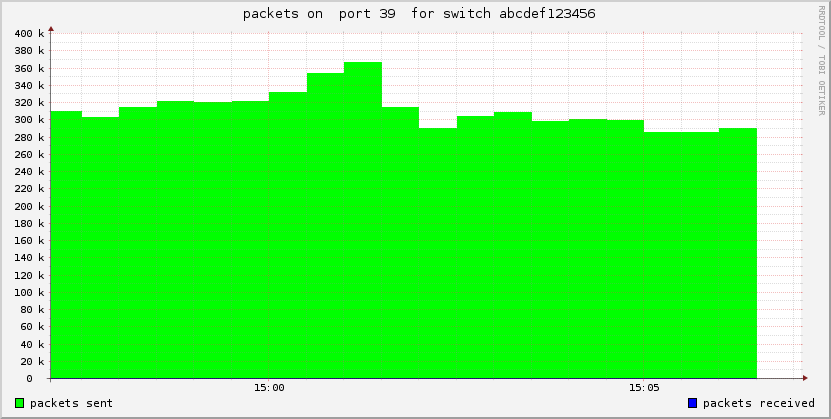 packets on  port 39  for switch abcdef123456
RRDTOOL / TOBI OETIKER
400 k
380 k
360 k
340 k
320 k
300 k
280 k
260 k
240 k
220 k
200 k
180 k
160 k
140 k
120 k
100 k
80 k
60 k
40 k
20 k
0
15:00 15:05
packets sent packets received